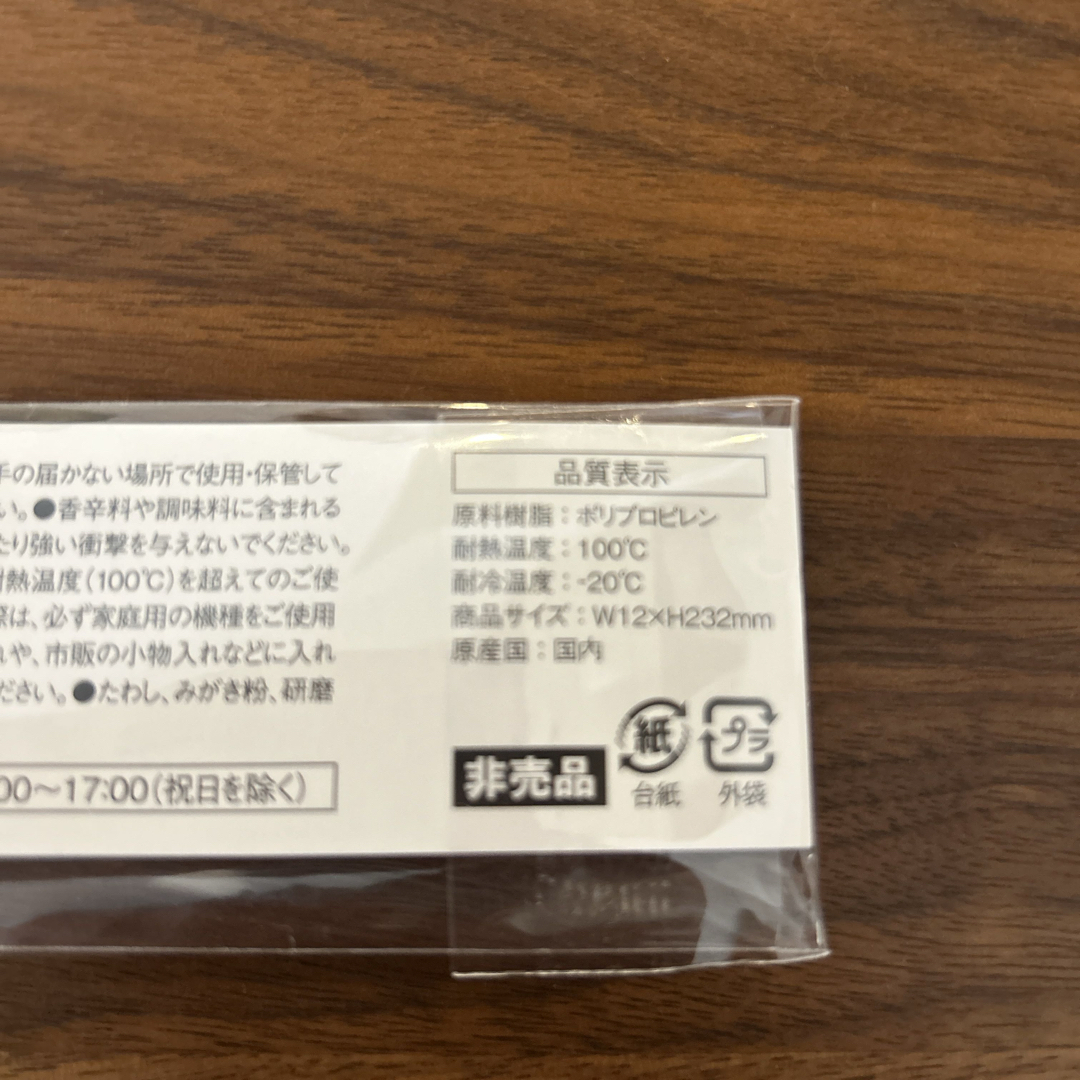 手の届かない場所で使用・保管して
い。●香辛料や調味料に含まれる
たり強い衝撃を与えないでください。
耐熱温度(100℃)を超えてのご使
際は、必ず家庭用の機種をご使用
れや、市販の小物入れなどに入れ
ださい。●たわし、みがき粉、研磨
00〜17:00(祝日を除く)
品質表示
原料樹脂:ポリプロピレン
耐熱温度:100℃
耐冷温度:-20℃
商品サイズ:W12×H232mm
原産国:国内
非売品
紙
台紙
プラ
外袋